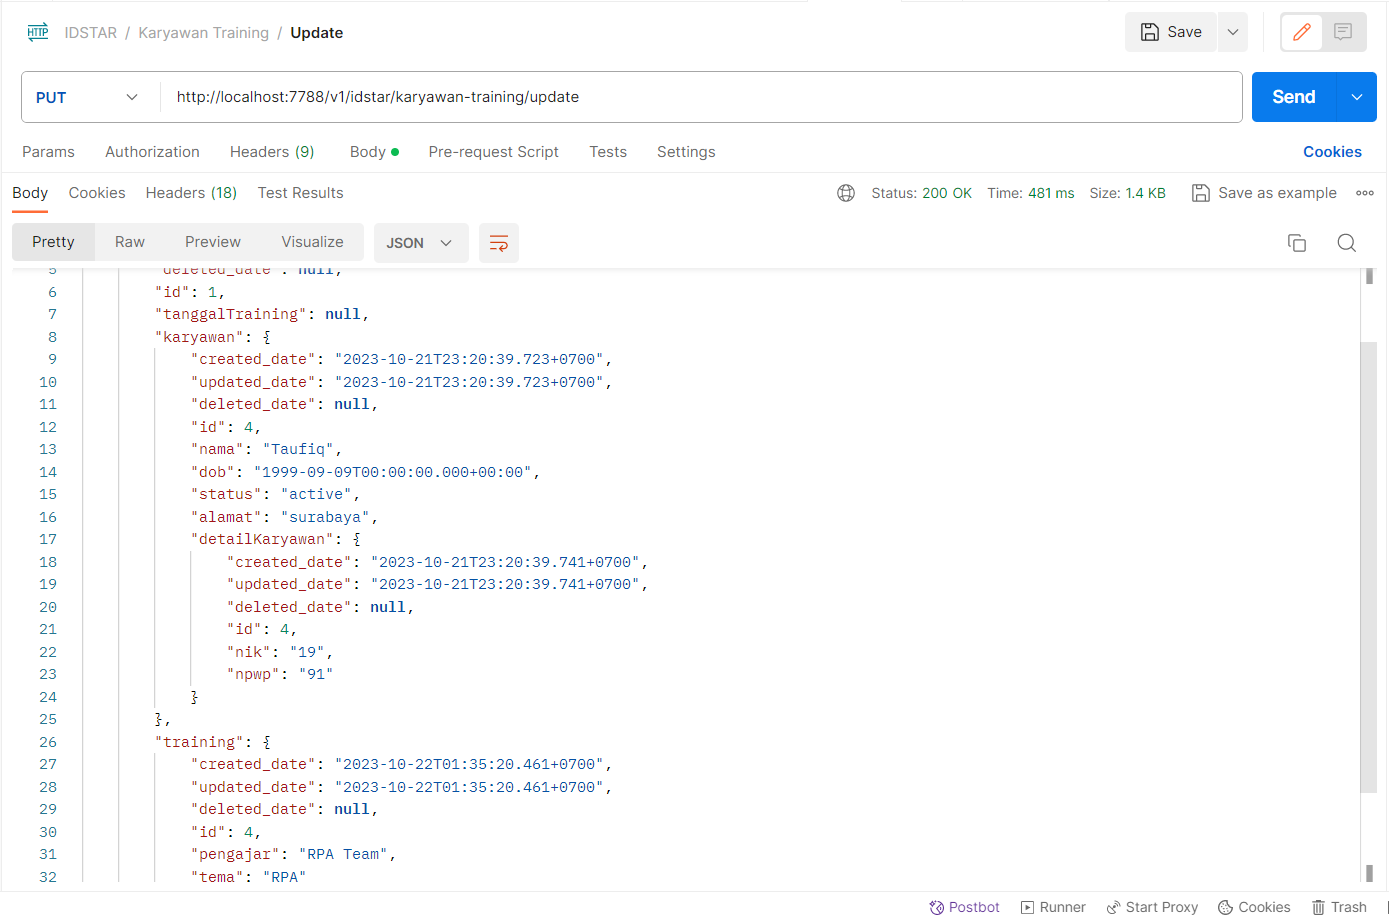 HTTP IDSTAR / Karyawan Training / Update Save
PUT http://localhost:7788/v1/idstar/karyawan-training/update Send
Params Authorization Headers (9) Body Pre-request Script Tests Settings Cookies
Body Cookies Headers (18) Test Results Status: 200 OK Time: 481 ms Size: 1.4 KB Save as example
Pretty Raw Preview Visualize JSON
5 "deleted_date": null,
6 "id": 1,
7 "tanggalTraining": null,
8 "karyawan": {
9 "created_date": "2023-10-21T23:20:39.723+0700",
10 "updated_date": "2023-10-21T23:20:39.723+0700",
11 "deleted_date": null,
12 "id": 4,
13 "nama": "Taufiq",
14 "dob": "1999-09-09T00:00:00.000+00:00",
15 "status": "active",
16 "alamat": "surabaya",
17 "detailKaryawan": {
18 "created_date": "2023-10-21T23:20:39.741+0700",
19 "updated_date": "2023-10-21T23:20:39.741+0700",
20 "deleted_date": null,
21 "id": 4,
22 "nik": "19",
23 "npwp": "91"
24 }
25 },
26 "training": {
27 "created_date": "2023-10-22T01:35:20.461+0700",
28 "updated_date": "2023-10-22T01:35:20.461+0700",
29 "deleted_date": null,
30 "id": 4,
31 "pengajar": "RPA Team",
32 "tema": "RPA"
Postbot Runner Start Proxy Cookies Trash